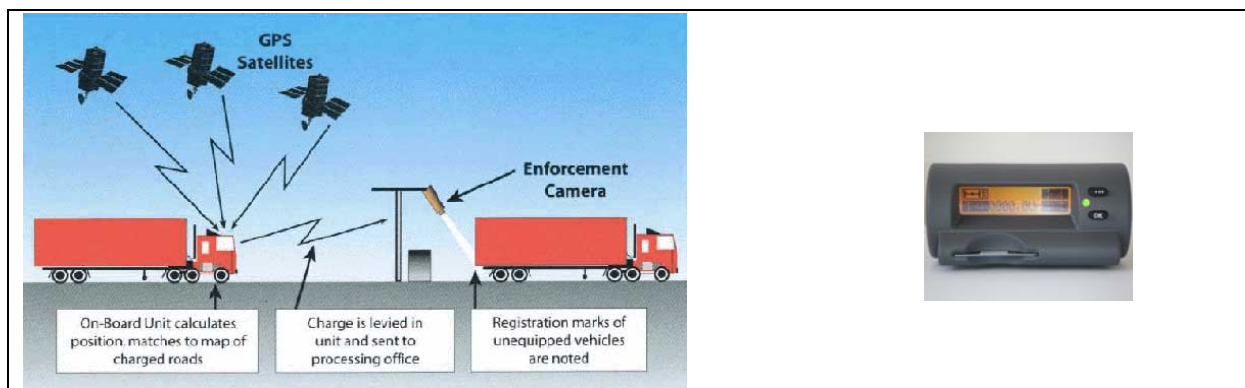 GPS
Satellites
Enforcement
Camera
On-Board Unit calculates
position, matches to map of
charged roads
Charge is levied in
unit and sent to
processing office
Registration marks of
unequipped vehicles
are noted
OK